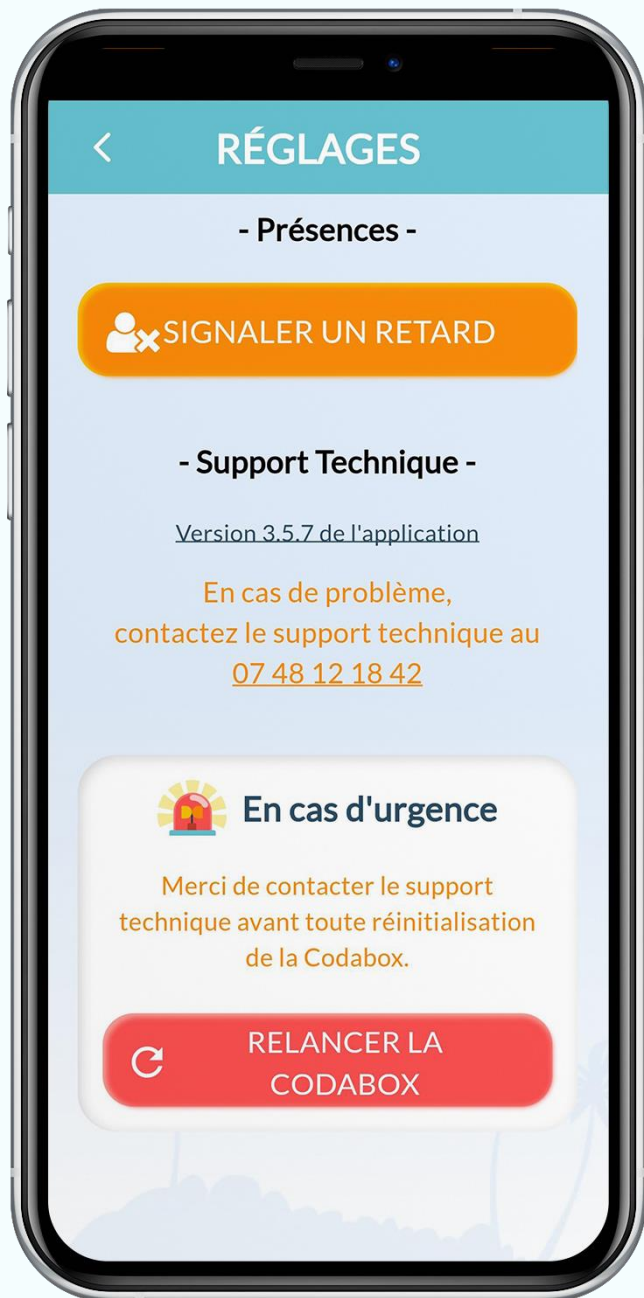 RÉGLAGES
- Présences -
SIGNALER UN RETARD
- Support Technique -
Version 3.5.7 de l'application
En cas de problème,
contactez le support technique au
07 48 12 18 42
En cas d'urgence
Merci de contacter le support
technique avant toute réinitialisation
de la Codabox.
RELANCER LA
CODABOX